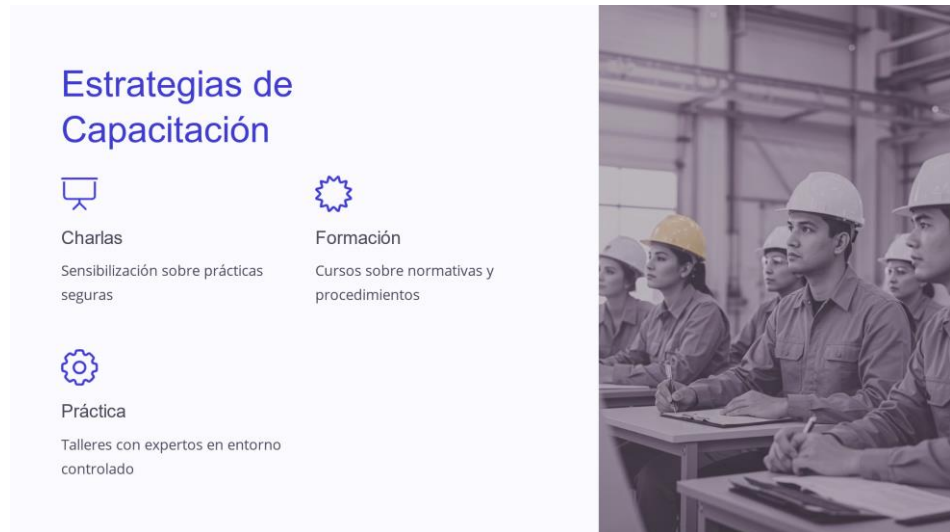 Estrategias de
Capacitación
Charlas
Sensibilización sobre prácticas
seguras
Formación
Cursos sobre normativas y
procedimientos
Práctica
Talleres con expertos en entorno
controlado